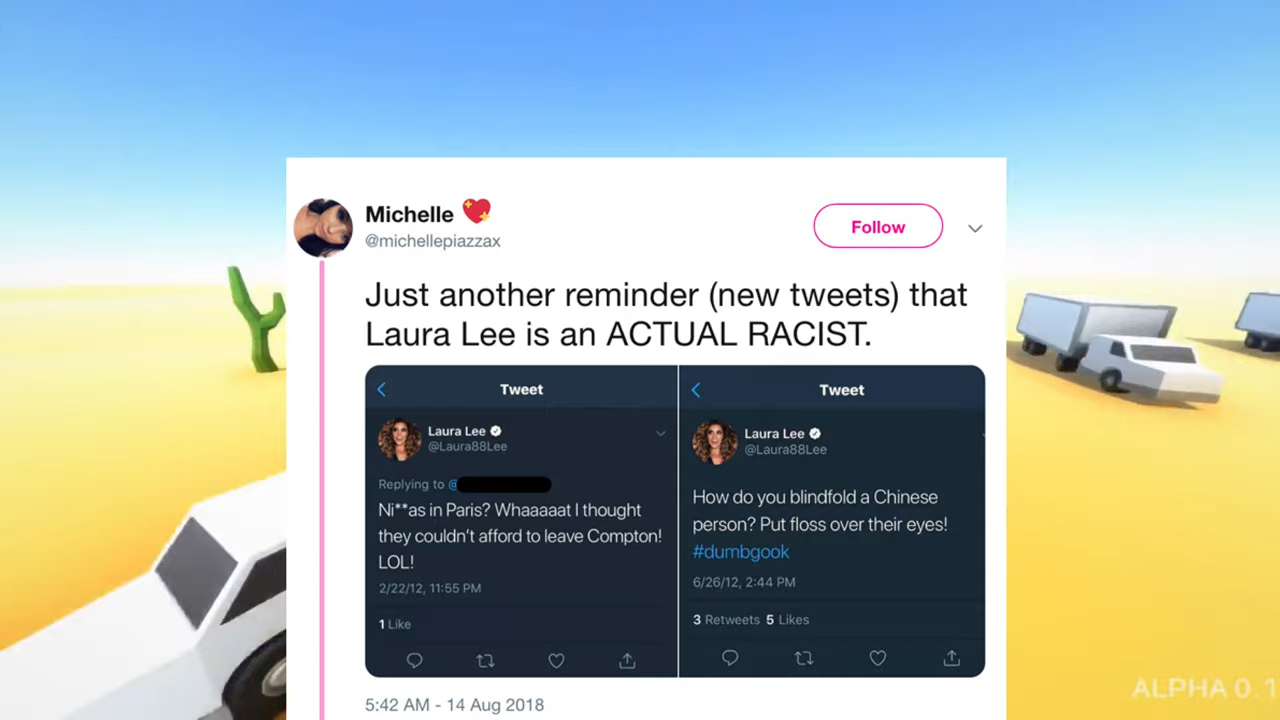 Michelle 💖
@michellepiazzax
Follow
Just another reminder (new tweets) that
Laura Lee is an ACTUAL RACIST.
Tweet
Laura Lee
@Laura88Lee
Replying to @
Ni**as in Paris? Whaaaaat I thought
they couldn't afford to leave Compton!
LOL!
2/22/12, 11:55 PM
1 Like
Tweet
Laura Lee
@Laura88Lee
How do you blindfold a Chinese
person? Put floss over their eyes!
#dumbgook
6/26/12, 2:44 PM
3 Retweets 5 Likes
5:42 AM - 14 Aug 2018
ALPHA 0.1